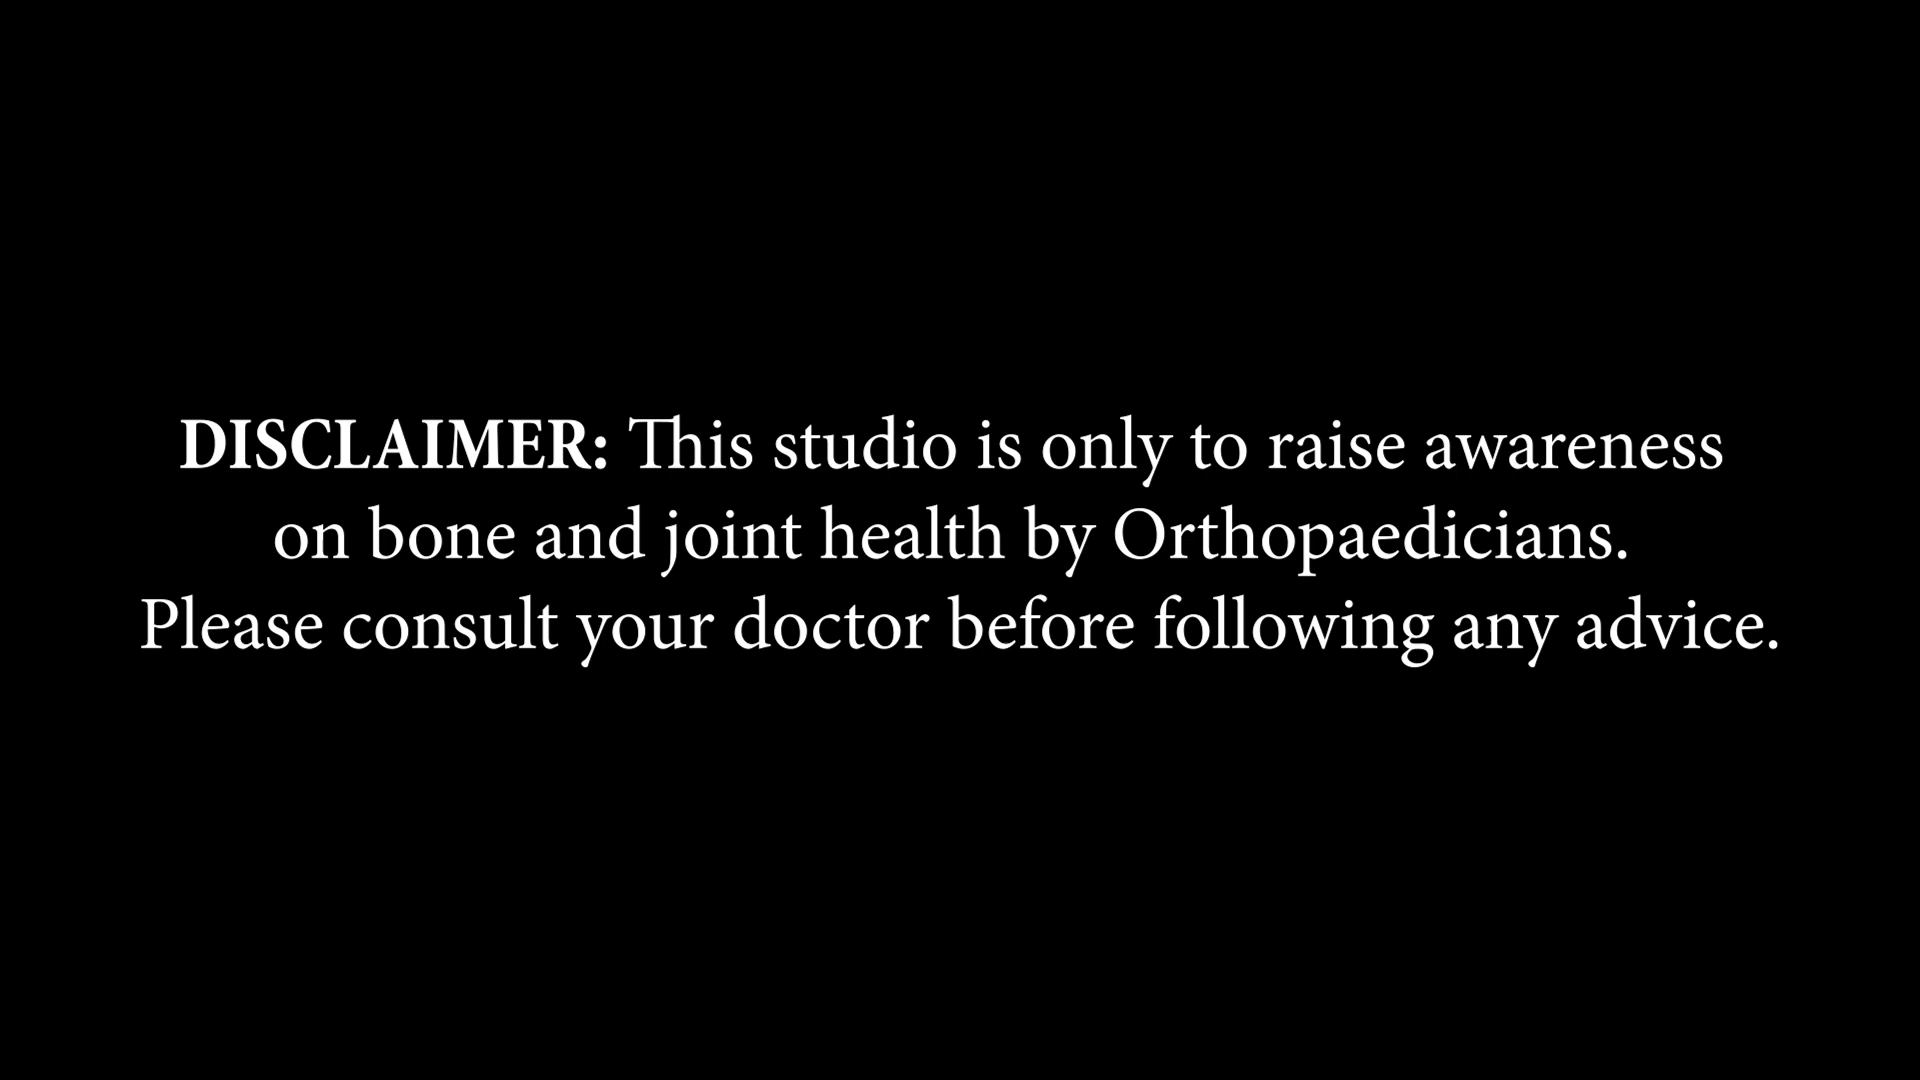 DISCLAIMER: This studio is only to raise awareness
on bone and joint health by Orthopaedicians.
Please consult your doctor before following any advice.